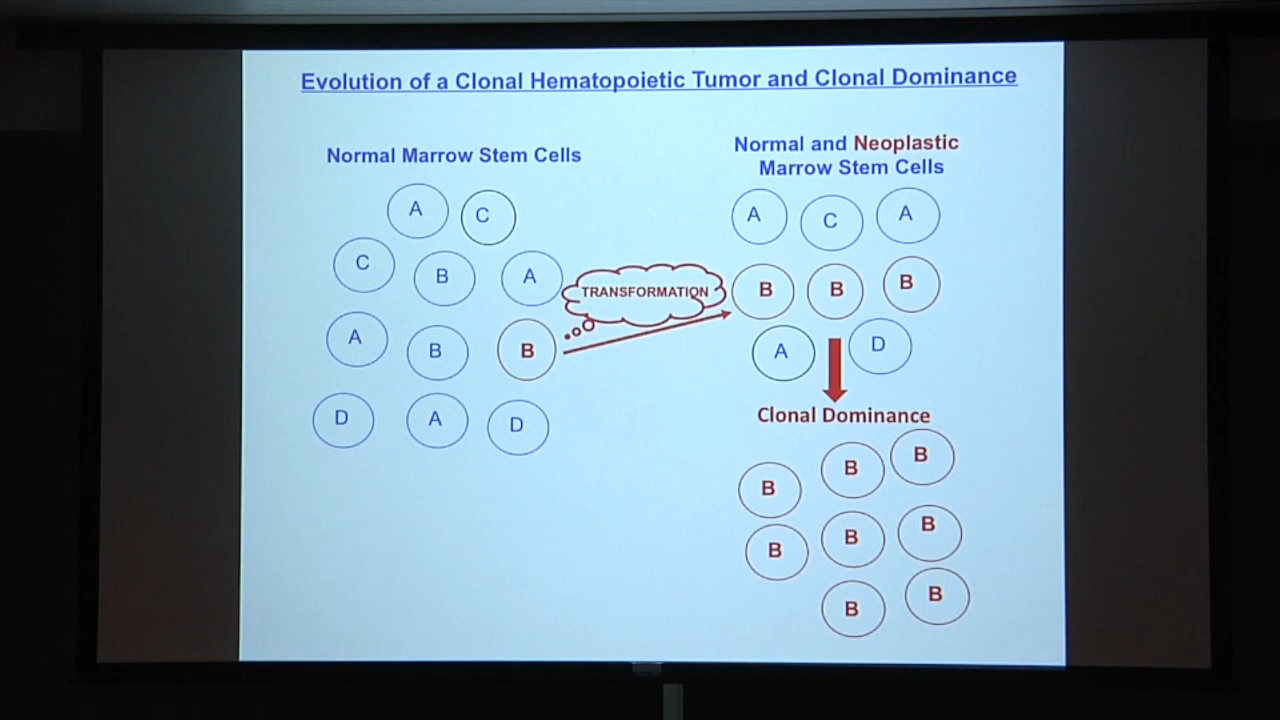 Evolution of a Clonal Hematopoietic Tumor and Clonal Dominance
Normal Marrow Stem Cells
A C
C B A
A B B
D A D
TRANSFORMATION
Normal and Neoplastic
Marrow Stem Cells
A C A
B B B
A D
Clonal Dominance
B B B
B B B
B B